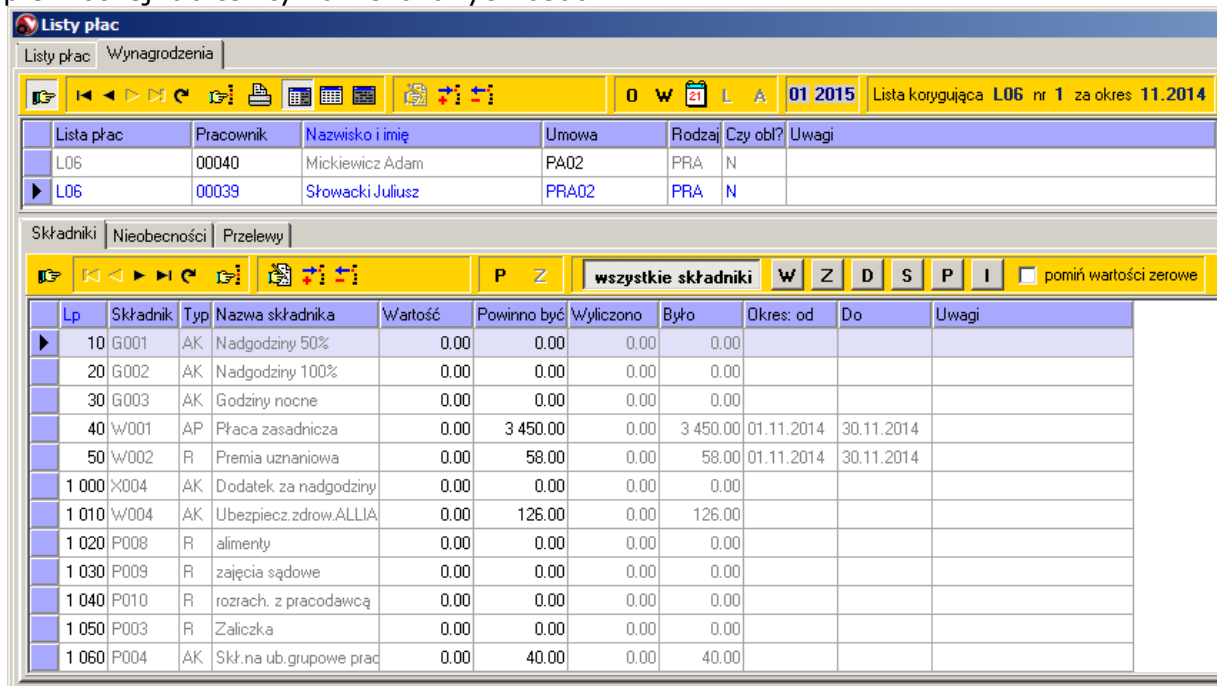 Listy płac
Listy płac Wynagrodzenia
O W 21 L A 01 2015 Lista korygująca L06 nr 1 za okres 11.2014
Lista płac Pracownik Nazwisko i imię Umowa Rodzaj Czy obl? Uwagi
L06 00040 Mickiewicz Adam PA02 PRA N
L06 00039 Słowacki Juliusz PRA02 PRA N
Składniki Nieobecności Przelewy
P Z wszystkie składniki W Z D S P I pomiń wartości zerowe
Lp Składnik Typ Nazwa składnika Wartość Powinno być Wyliczono Było Okres: od Do Uwagi
10 G001 AK Nadgodziny 50% 0.00 0.00 0.00 0.00
20 G002 AK Nadgodziny 100% 0.00 0.00 0.00 0.00
30 G003 AK Godziny nocne 0.00 0.00 0.00 0.00
40 W001 AP Płaca zasadnicza 0.00 3 450.00 0.00 3 450.00 01.11.2014 30.11.2014
50 W002 R Premia uznaniowa 0.00 58.00 0.00 58.00 01.11.2014 30.11.2014
1 000 X004 AK Dodatek za nadgodziny 0.00 0.00 0.00 0.00
1 010 W004 AK Ubezpiecz.zdrow.ALLIA 0.00 126.00 0.00 126.00
1 020 P008 R alimenty 0.00 0.00 0.00 0.00
1 030 P009 R zajęcia sądowe 0.00 0.00 0.00 0.00
1 040 P010 R rozrach. z pracodawcą 0.00 0.00 0.00 0.00
1 050 P003 R Zaliczka 0.00 0.00 0.00 0.00
1 060 P004 AK Skł.na ub.grupowe prac 0.00 40.00 0.00 40.00